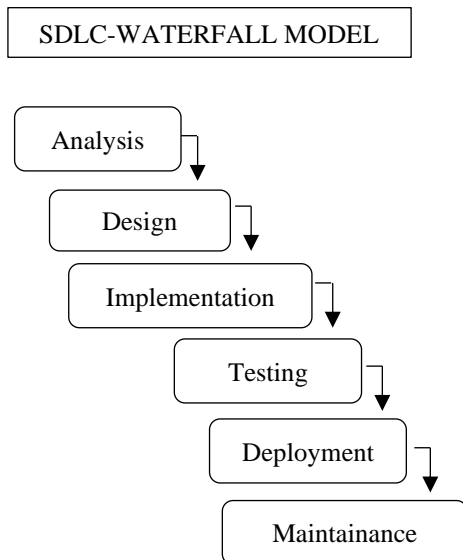 SDLC-WATERFALL MODEL
Analysis
Design
Implementation
Testing
Deployment
Maintainance